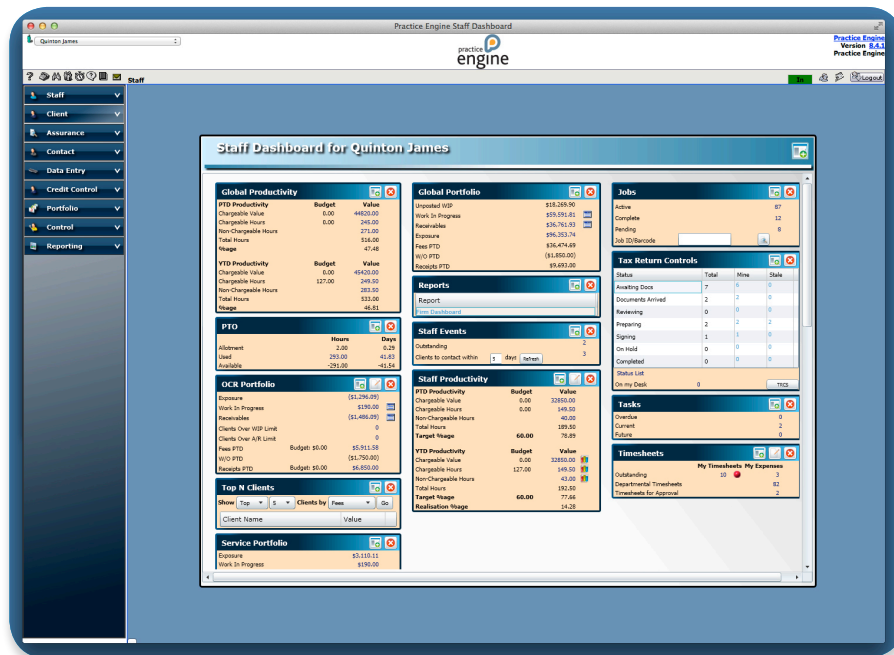 Practice Engine Staff Dashboard
Quinton James
practice
engine
Practice Engine
Version 8.4.1
Practice Engine
Staff
In
Logout
Staff
Client
Assurance
Contact
Data Entry
Credit Control
Portfolio
Control
Reporting
Staff Dashboard for Quinton James
Global Productivity
PTD Productivity Budget Value
Chargeable Value 0.00 44820.00
Chargeable Hours 0.00 245.00
Non-Chargeable Hours 271.00
Total Hours 516.00
%age 47.48
YTD Productivity Budget Value
Chargeable Value 0.00 45420.00
Chargeable Hours 127.00 249.50
Non-Chargeable Hours 283.50
Total Hours 533.00
%age 46.81
PTO
Hours Days
Allotment 2.00 0.29
Used 293.00 41.83
Available -291.00 -41.54
OCR Portfolio
Exposure ($1,296.09)
Work In Progress $190.00
Receivables ($1,486.09)
Clients Over WIP Limit 0
Clients Over A/R Limit 0
Fees PTD Budget: $0.00 $5,911.58
W/O PTD ($1,750.00)
Receipts PTD Budget: $0.00 $6,850.00
Top N Clients
Show Top 5 Clients by Fees Go
Client Name Value
Service Portfolio
Exposure $3,110.11
Work In Progress $190.00
Global Portfolio
Unposted WIP $18,269.90
Work In Progress $59,591.81
Receivables $36,761.93
Exposure $96,353.74
Fees PTD $36,474.69
W/O PTD ($1,850.00)
Receipts PTD $9,693.00
Reports
Report
Firm Dashboard
Staff Events
Outstanding 2
Clients to contact within 5 days Refresh 3
Staff Productivity
PTD Productivity Budget Value
Chargeable Value 0.00 32850.00
Chargeable Hours 0.00 149.50
Non-Chargeable Hours 40.00
Total Hours 189.50
Target %age 60.00 78.89
YTD Productivity Budget Value
Chargeable Value 0.00 32850.00
Chargeable Hours 127.00 149.50
Non-Chargeable Hours 43.00
Total Hours 192.50
Target %age 60.00 77.66
Realisation %age 14.28
Jobs
Active 87
Complete 12
Pending 8
Job ID/Barcode
Tax Return Controls
Status Total Mine Stale
Awaiting Docs 7 6 0
Documents Arrived 2 2 0
Reviewing 0 0 0
Preparing 2 2 2
Signing 1 1 0
On Hold 0 0 0
Completed 0 0 0
Status List
On my Desk 0 TRCS
Tasks
Overdue 0
Current 2
Future 0
Timesheets
My Timesheets My Expenses
Outstanding 10 3
Departmental Timesheets 82
Timesheets for Approval 2